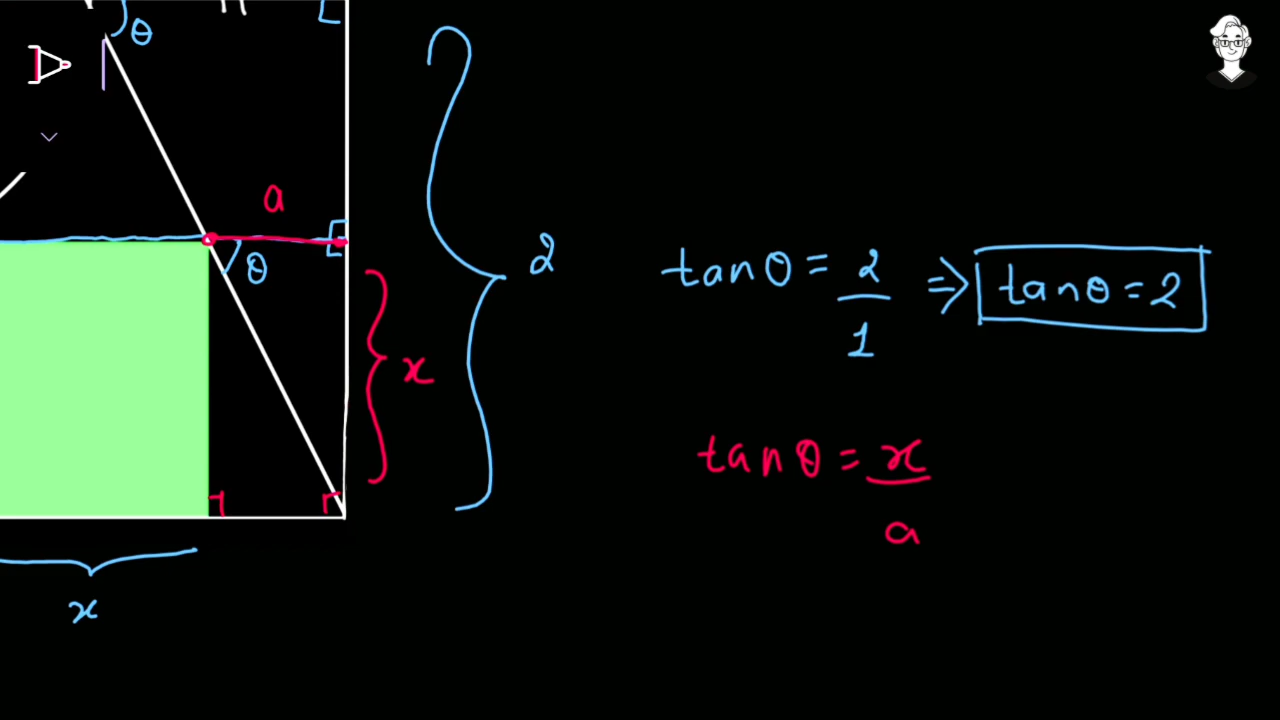 θ
a
θ
2
x
x
tanθ = 2/1 ⇒ tanθ = 2
tanθ = x/a